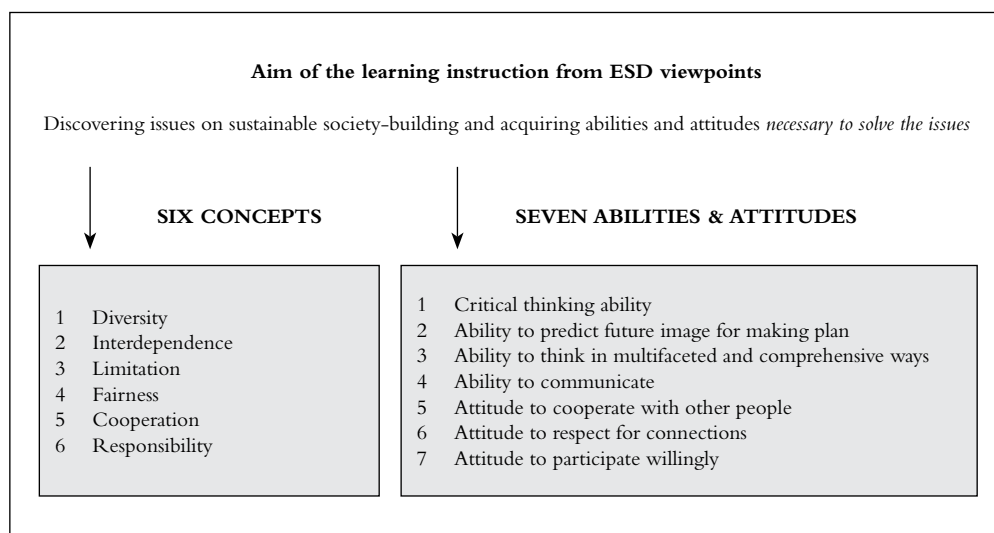 Aim of the learning instruction from ESD viewpoints
Discovering issues on sustainable society-building and acquiring abilities and attitudes necessary to solve the issues
SIX CONCEPTS
1 Diversity
2 Interdependence
3 Limitation
4 Fairness
5 Cooperation
6 Responsibility
SEVEN ABILITIES & ATTITUDES
1 Critical thinking ability
2 Ability to predict future image for making plan
3 Ability to think in multifaceted and comprehensive ways
4 Ability to communicate
5 Attitude to cooperate with other people
6 Attitude to respect for connections
7 Attitude to participate willingly